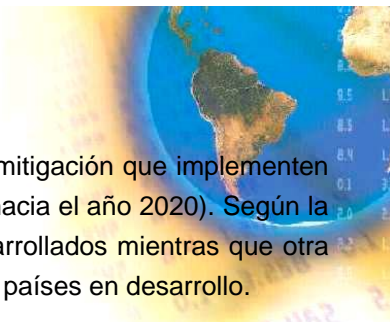 mitigación que implementen
hacia el año 2020). Según la
arrollados mientras que otra
países en desarrollo.